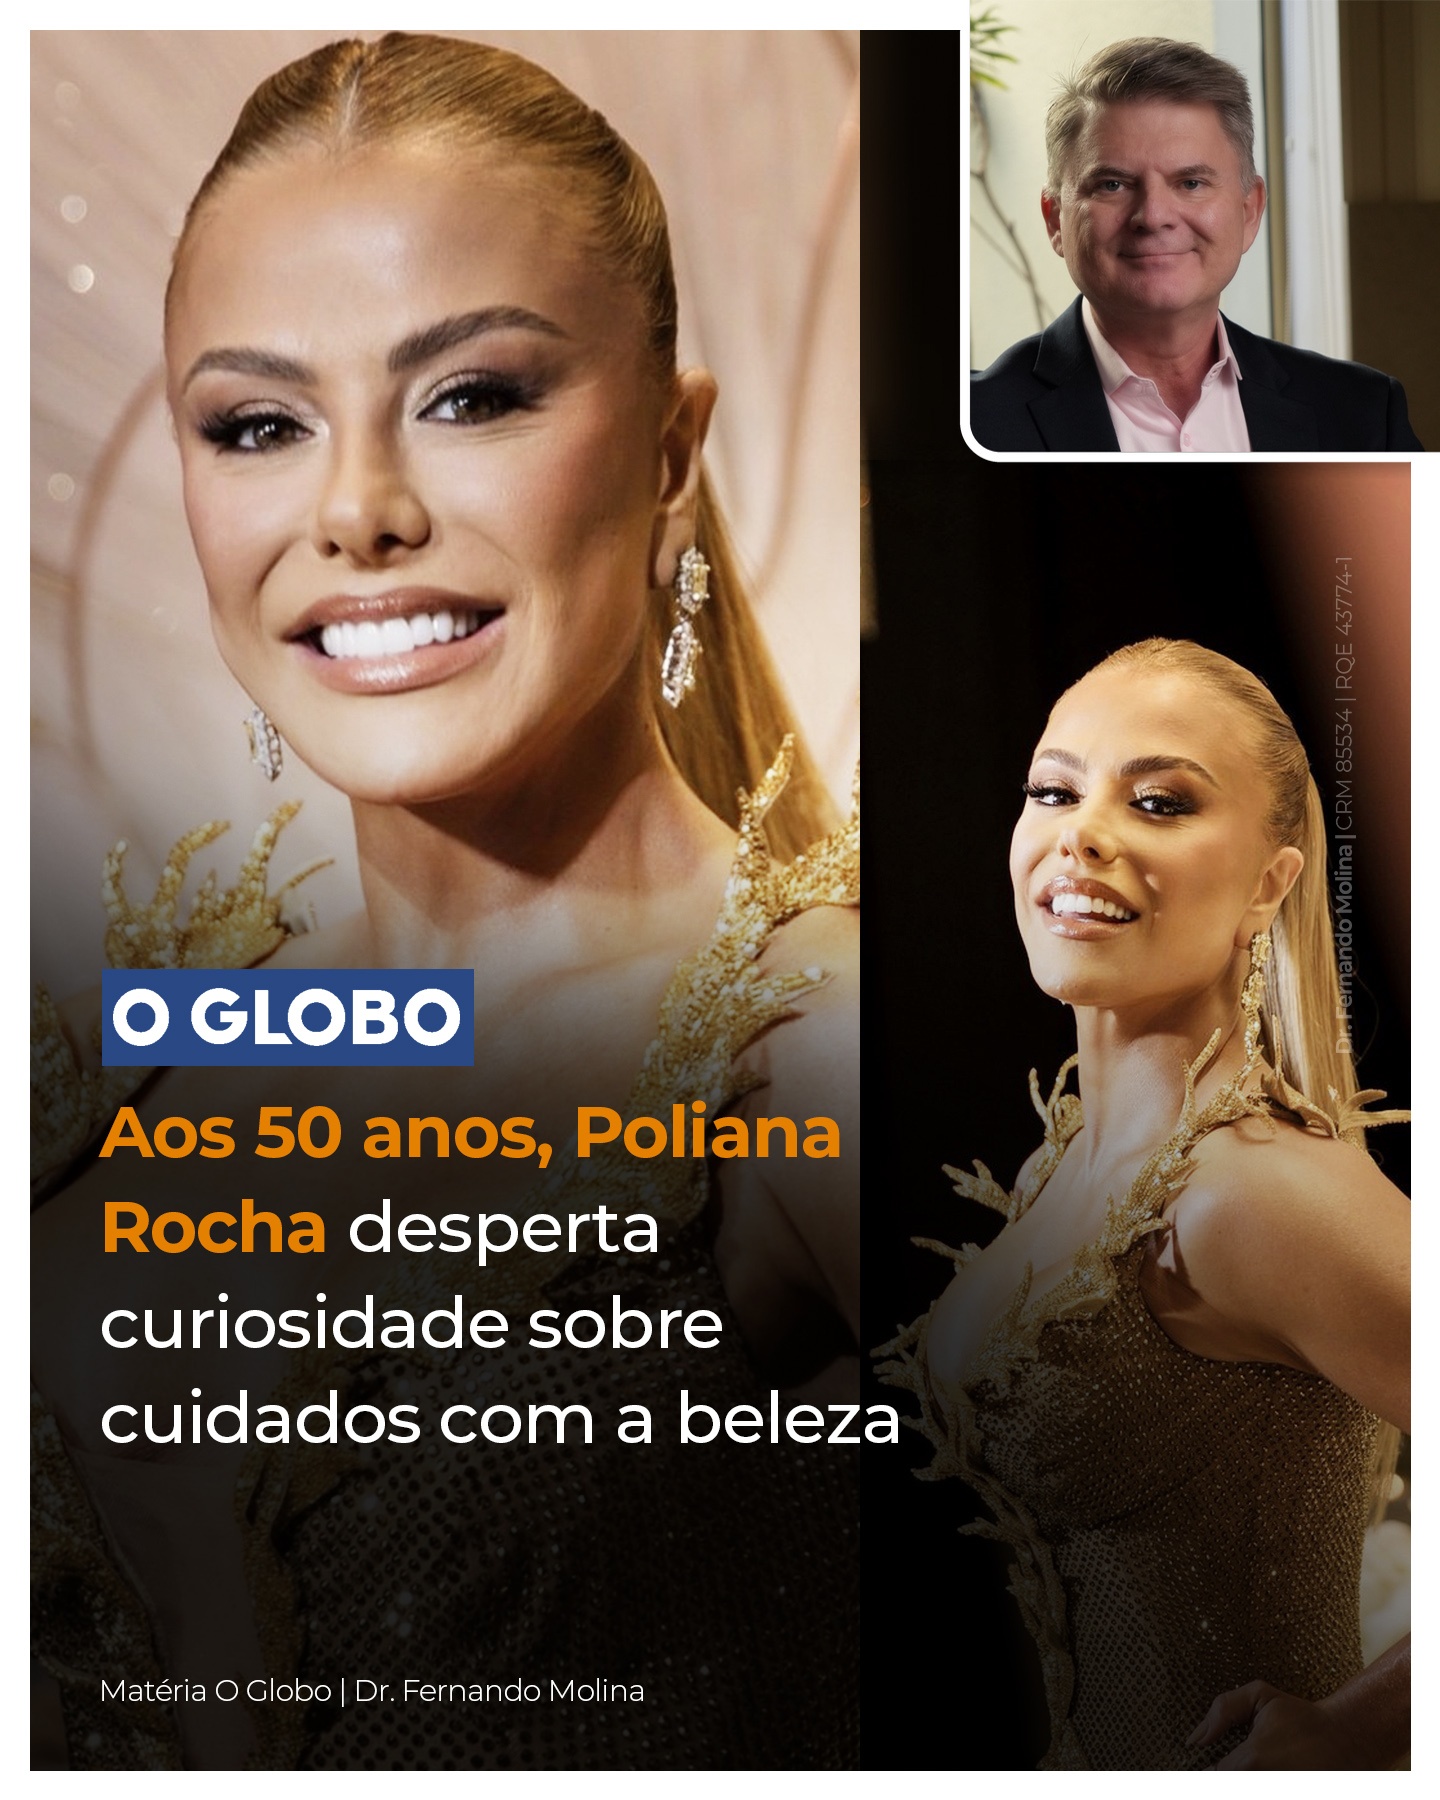 O GLOBO
Aos 50 anos, Poliana
Rocha desperta
curiosidade sobre
cuidados com a beleza
Matéria O Globo | Dr. Fernando Molina
Dr. Fernando Molina | CRM 85534 | RQE 43774-1